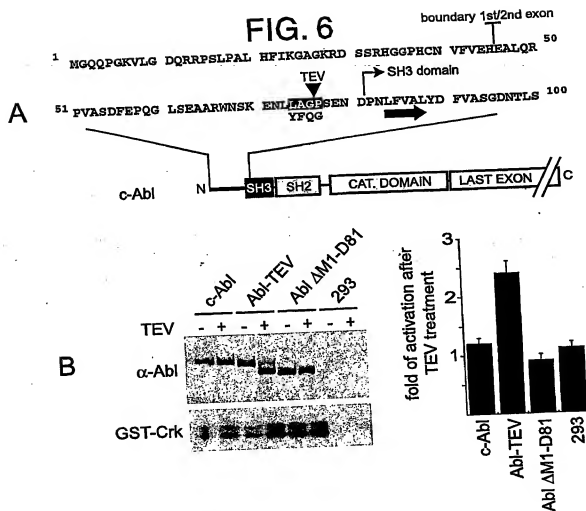 FIG. 6
boundary 1st/2nd exon
1 MGQQPGKVLG DQRRPSLPAL HFIKGAGKRD SSRHGGPHCN VFVEHEALQR 50
TEV
SH3 domain
A
51 PVASDFEPQG LSEAARWNSK ENLLAGPSEN DPNLFVALYD FVASGDNTLS 100
YFQG
c-Abl N SH3 SH2 CAT. DOMAIN LAST EXON C
B
c-Abl Abl-TEV Abl ΔM1-D81 293
TEV - + - + - + - +
α-Abl
GST-Crk
fold of activation after TEV treatment
3
2
1
c-Abl
Abl-TEV
Abl ΔM1-D81
293